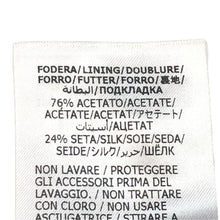 FODERA/LINING/DOUBLURE/
FORRO/FUTTER/FORRO/裏地/
البطانة/ПОДКЛАДКА
76% ACETATO/ACETATE/
ACÉTATE/ACETAT/アセテート/
أسيتات/АЦЕТАТ
24% SETA/SILK/SOIE/SEDA/
SEIDE/シルク/حرير/ШЁЛК
NON LAVARE / PROTEGGERE
GLI ACCESSORI PRIMA DEL
LAVAGGIO. / NON TRATTARE
CON CLORO / NON USARE
ASCIUGATRICE / STIRARE A